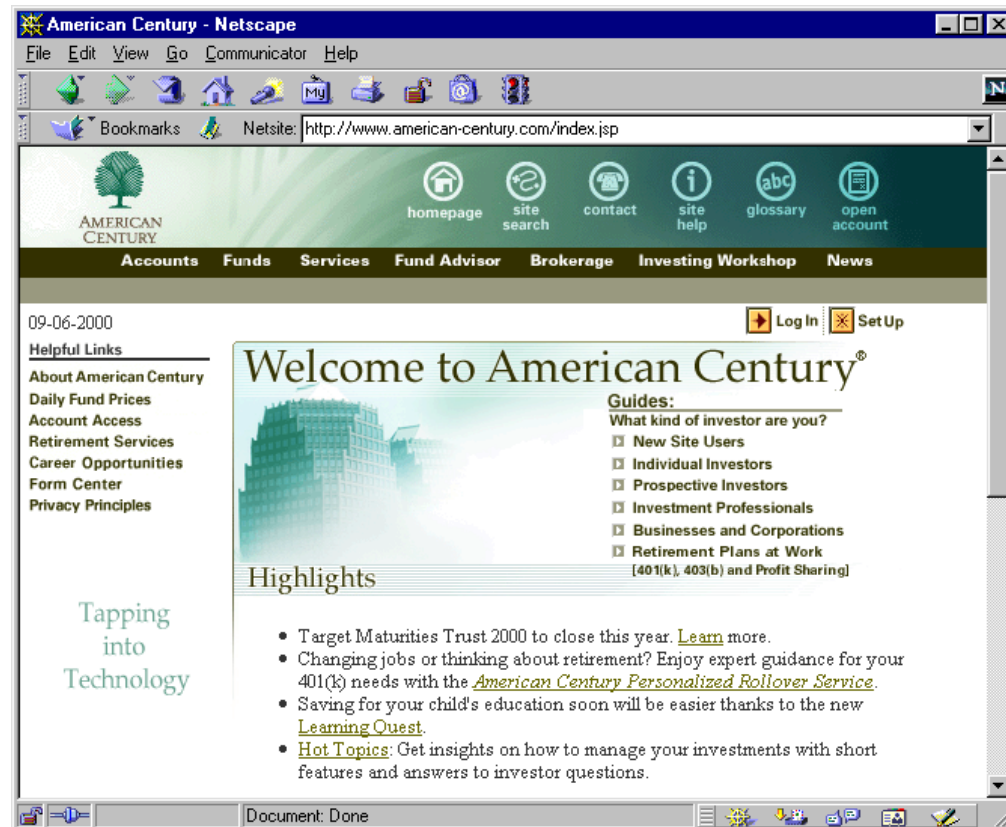 American Century - Netscape
File Edit View Go Communicator Help
My
N
Bookmarks Netsite: http://www.american-century.com/index.jsp
AMERICAN
CENTURY
homepage
site
search
contact
site
help
abc
glossary
open
account
Accounts Funds Services Fund Advisor Brokerage Investing Workshop News
09-06-2000
Log In Set Up
Helpful Links
About American Century
Daily Fund Prices
Account Access
Retirement Services
Career Opportunities
Form Center
Privacy Principles
Tapping
into
Technology
Welcome to American Century®
Guides:
What kind of investor are you?
New Site Users
Individual Investors
Prospective Investors
Investment Professionals
Businesses and Corporations
Retirement Plans at Work
[401(k), 403(b) and Profit Sharing]
Highlights
Target Maturities Trust 2000 to close this year. Learn more.
Changing jobs or thinking about retirement? Enjoy expert guidance for your
401(k) needs with the American Century Personalized Rollover Service.
Saving for your child's education soon will be easier thanks to the new
Learning Quest.
Hot Topics: Get insights on how to manage your investments with short
features and answers to investor questions.
Document: Done